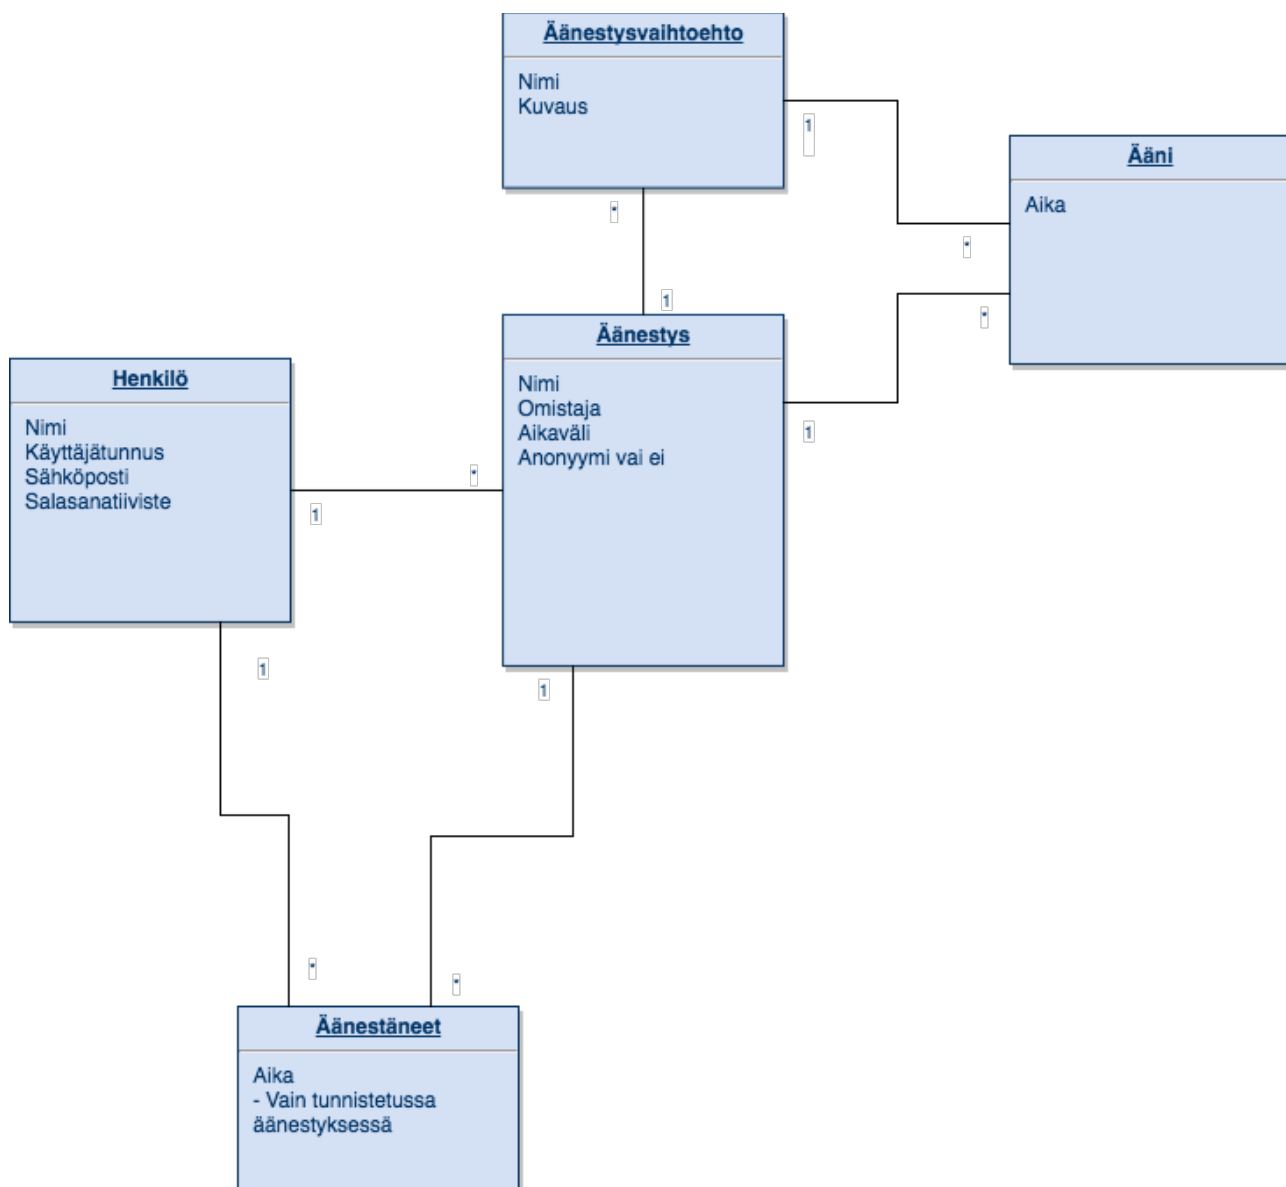 Äänestysvaihtoehto
Nimi
Kuvaus
1
*
Ääni
Aika
*
*
1
Äänestys
Nimi
Omistaja
Aikaväli
Anonyymi vai ei
1
Henkilö
Nimi
Käyttäjätunnus
Sähköposti
Salasanatiiviste
*
1
1
1
*
*
Äänestäneet
Aika
- Vain tunnistetussa
äänestyksessä